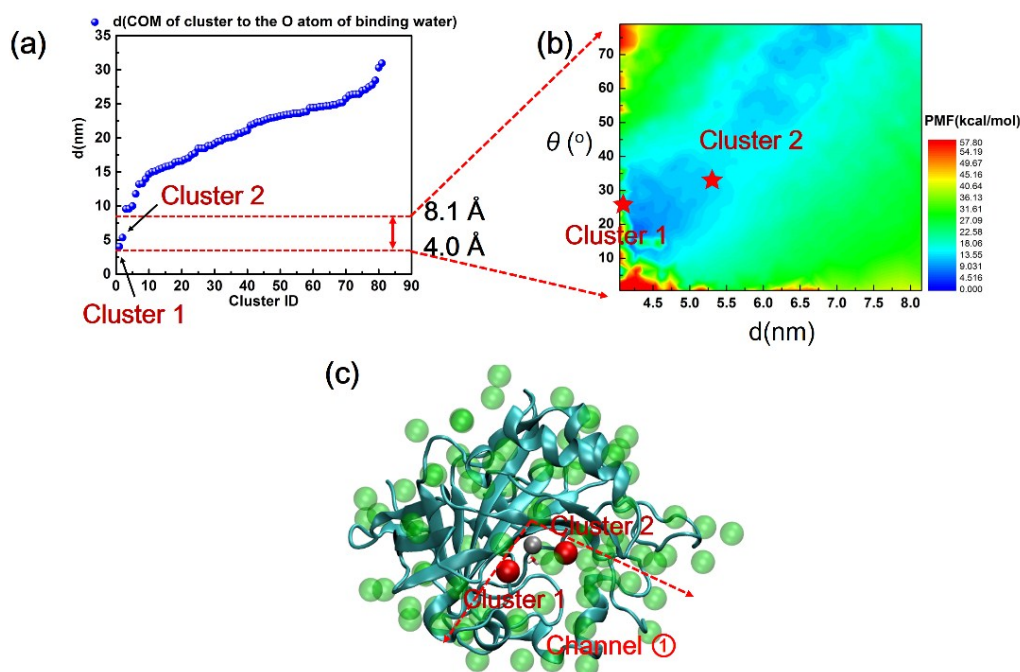 (a)
d(COM of cluster to the O atom of binding water)
35
30
25
20
15
10
5
0
d(nm)
Cluster 2
8.1 Å
4.0 Å
0 10 20 30 40 50 60 70 80 90
Cluster ID
Cluster 1
(b)
70
60
50
40
30
20
10
θ (°)
Cluster 2
Cluster 1
4.5 5.0 5.5 6.0 6.5 7.0 7.5 8.0
d(nm)
PMF(kcal/mol)
57.80
54.19
45.16
40.64
36.13
31.61
27.09
22.58
18.06
13.55
9.031
4.516
0.000
(c)
Cluster 2
Cluster 1
Channel ①